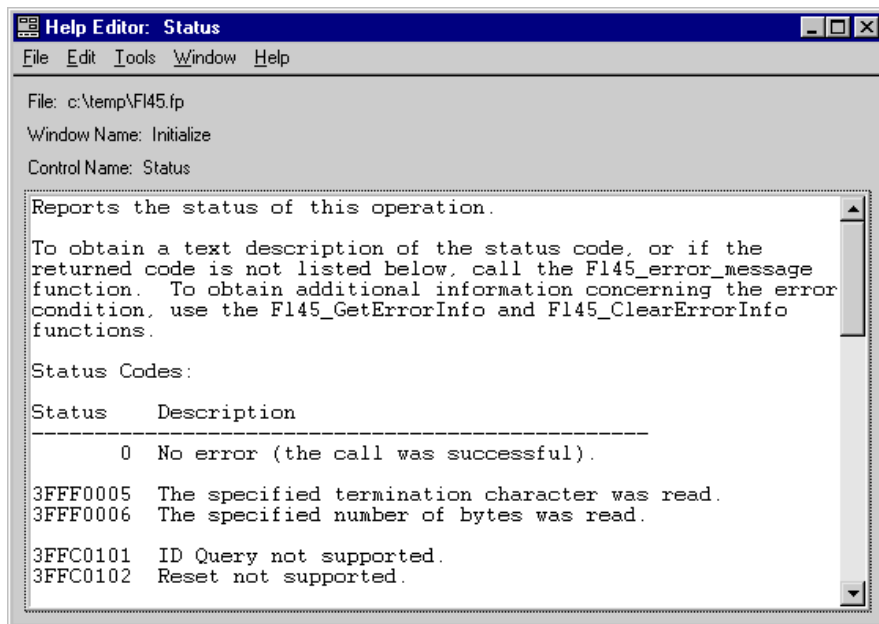 Help Editor: Status
File Edit Tools Window Help
File: c:\temp\Fl45.fp
Window Name: Initialize
Control Name: Status
Reports the status of this operation.
To obtain a text description of the status code, or if the
returned code is not listed below, call the Fl45_error_message
function. To obtain additional information concerning the error
condition, use the Fl45_GetErrorInfo and Fl45_ClearErrorInfo
functions.
Status Codes:
Status Description
--------------------------------------------------
0 No error (the call was successful).
3FFF0005 The specified termination character was read.
3FFF0006 The specified number of bytes was read.
3FFC0101 ID Query not supported.
3FFC0102 Reset not supported.